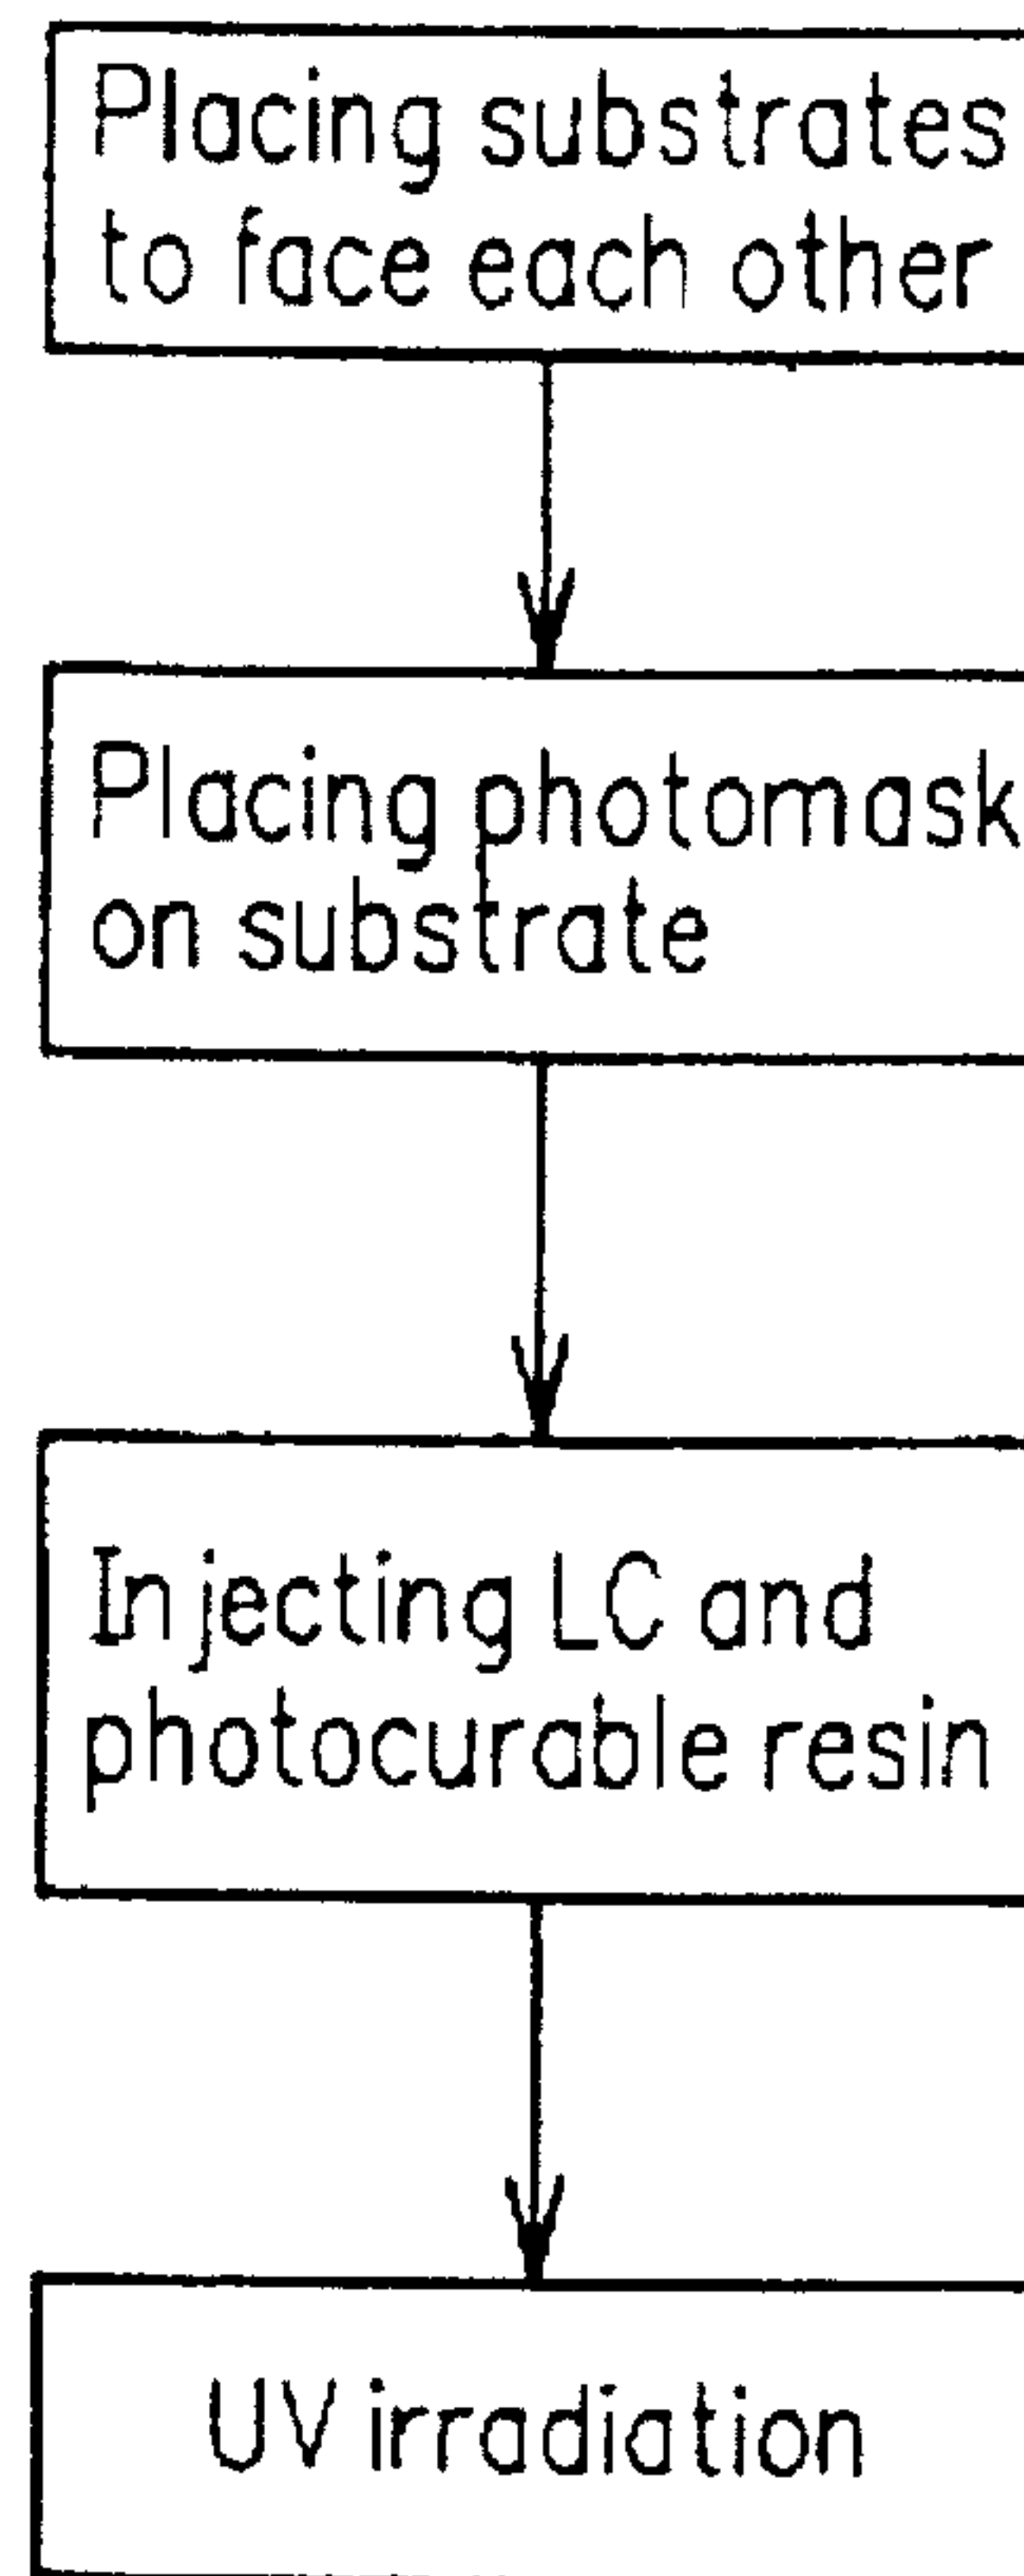 Placing substrates
to face each other
Placing photomask
on substrate
Injecting LC and
photocurable resin
UV irradiation